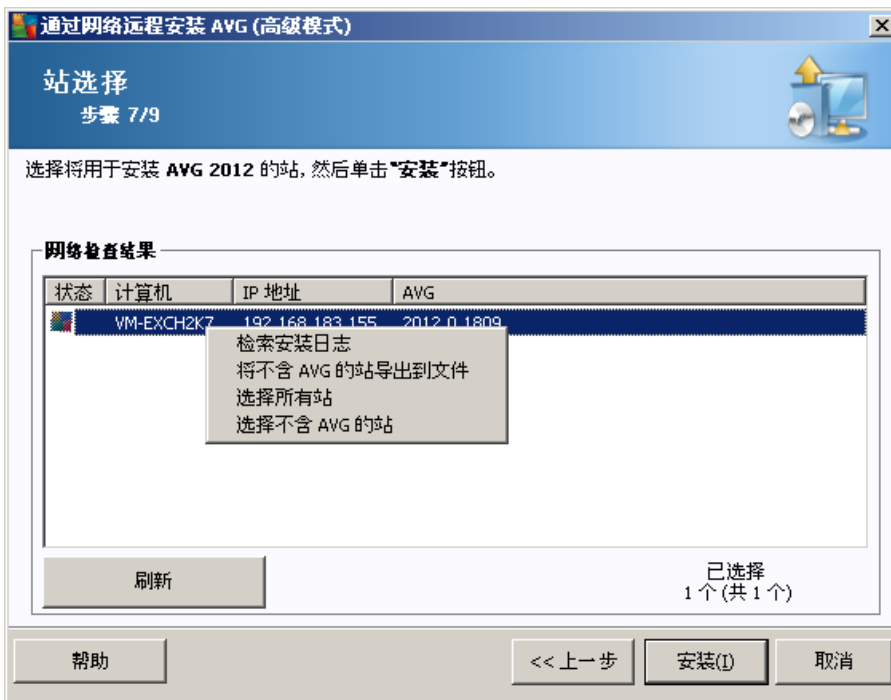 通过网络远程安装 AVG (高级模式)
站选择
步骤 7/9
选择将用于安装 AVG 2012 的站, 然后单击"安装"按钮。
网络检查结果
状态 计算机 IP 地址 AVG
VM-EXCH2K7 192.168.183.155 2012.0.1809
检索安装日志
将不含 AVG 的站导出到文件
选择所有站
选择不含 AVG 的站
刷新
已选择
1 个 (共 1 个)
帮助 << 上一步 安装(I) 取消